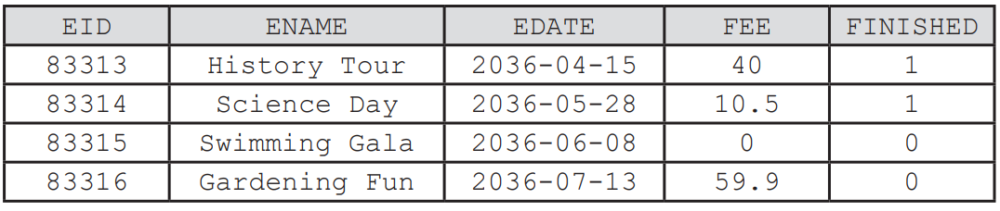 EID ENAME EDATE FEE FINISHED
83313 History Tour 2036-04-15 40 1
83314 Science Day 2036-05-28 10.5 1
83315 Swimming Gala 2036-06-08 0 0
83316 Gardening Fun 2036-07-13 59.9 0